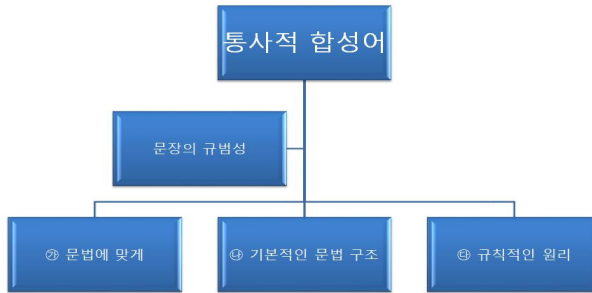 통사적 합성어
문장의 규범성
㉮ 문법에 맞게
㉯ 기본적인 문법 구조
㉰ 규칙적인 원리